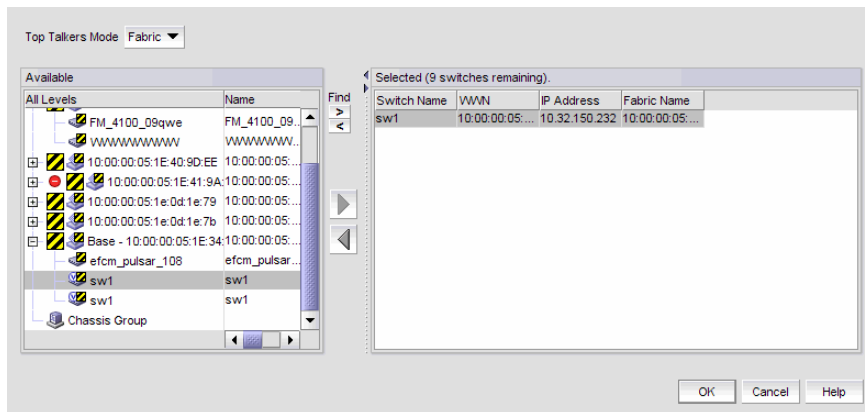 Top Talkers Mode Fabric
Available
All Levels Name
FM_4100_09qwe FM_4100_09...
10:00:00:05:1E:40:9D:EE 10:00:00:05:...
10:00:00:05:1E:41:9A: 10:00:00:05:...
10:00:00:05:1e:0d:1e:79 10:00:00:05:...
10:00:00:05:1e:0d:1e:7b 10:00:00:05:...
Base - 10:00:00:05:1E:34: 10:00:00:05:...
efcm_pulsar_108 efcm_pulsar...
sw1 sw1
sw1 sw1
Chassis Group
Find
>
<
Selected (9 switches remaining).
Switch Name WWN IP Address Fabric Name
sw1 10:00:00:05:... 10.32.150.232 10:00:00:05:...
OK Cancel Help